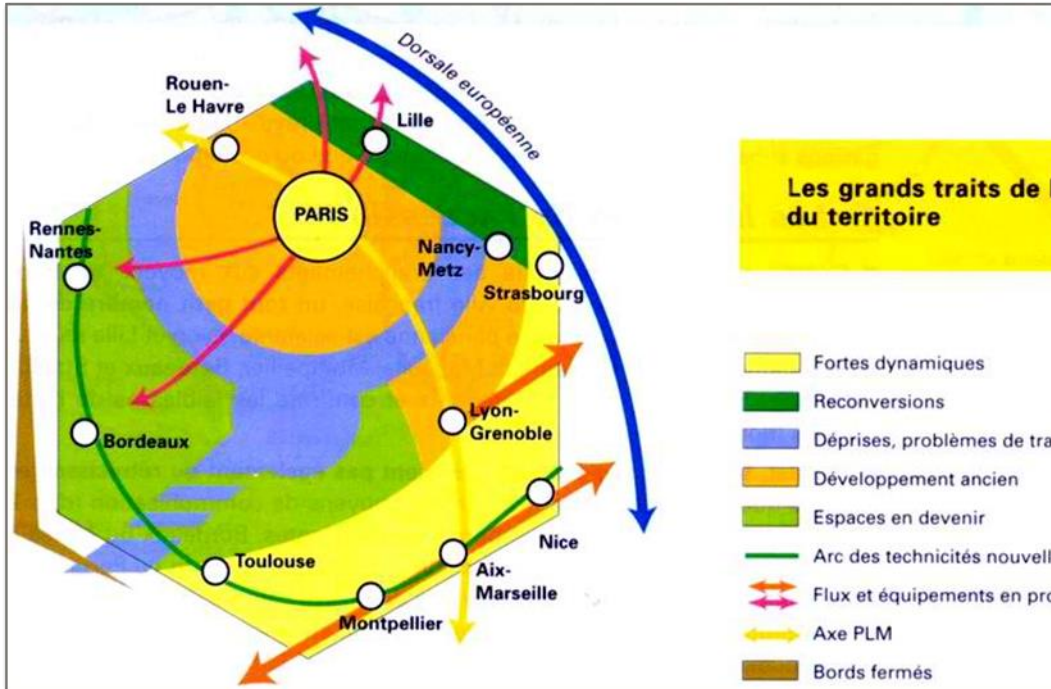 Dorsale européenne
Rouen-
Le Havre
Lille
PARIS
Rennes-
Nantes
Nancy-
Metz
Strasbourg
Lyon-
Grenoble
Bordeaux
Nice
Toulouse
Aix-
Marseille
Montpellier
Les grands traits de l
du territoire
Fortes dynamiques
Reconversions
Déprises, problèmes de tra
Développement ancien
Espaces en devenir
Arc des technicités nouvell
Flux et équipements en pro
Axe PLM
Bords fermés